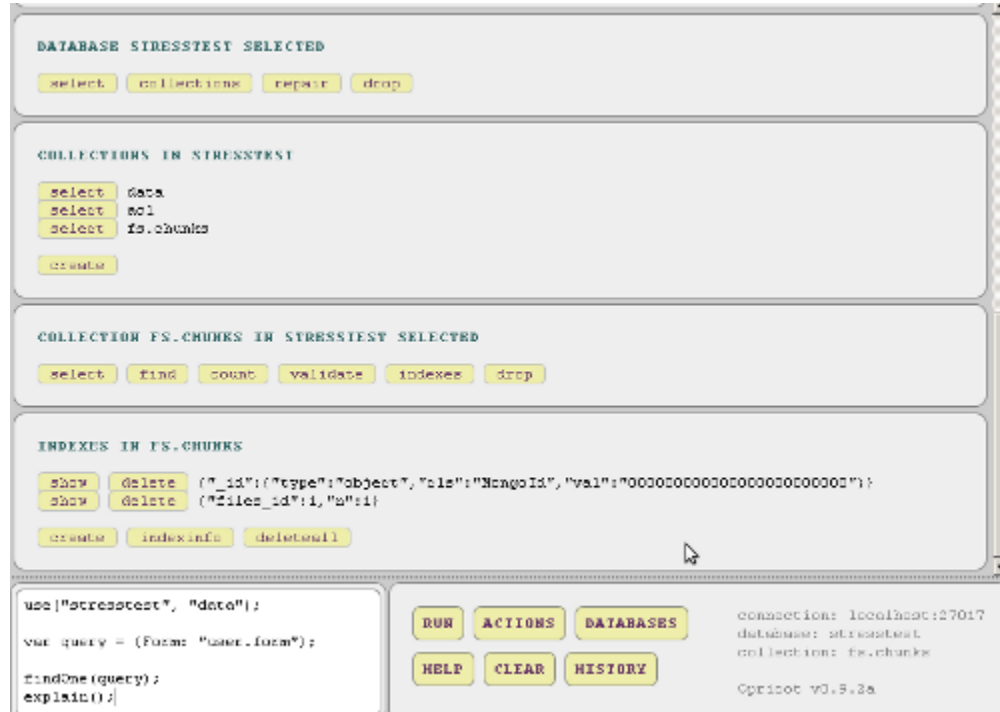 DATABASE STRESSTEST SELECTED
select collections repair drop
COLLECTIONS IN STRESSTEST
select data
select acl
select fs.chunks
create
COLLECTION FS.CHUNKS IN STRESSTEST SELECTED
select find count validate indexes drop
INDEXES IN FS.CHUNKS
show delete {"_id":{"type":"object","cls":"MongoId","val":"000000000000000000000000"}}
show delete {"files_id":1,"n":1}
create indexinfo deleteall
use("stresstest", "data");
var query = {Form: "user.form"};
findOne(query);
explain();
RUN ACTIONS DATABASES
HELP CLEAR HISTORY
connection: localhost:27017
database: stresstest
collection: fs.chunks
Opricot v0.9.2a